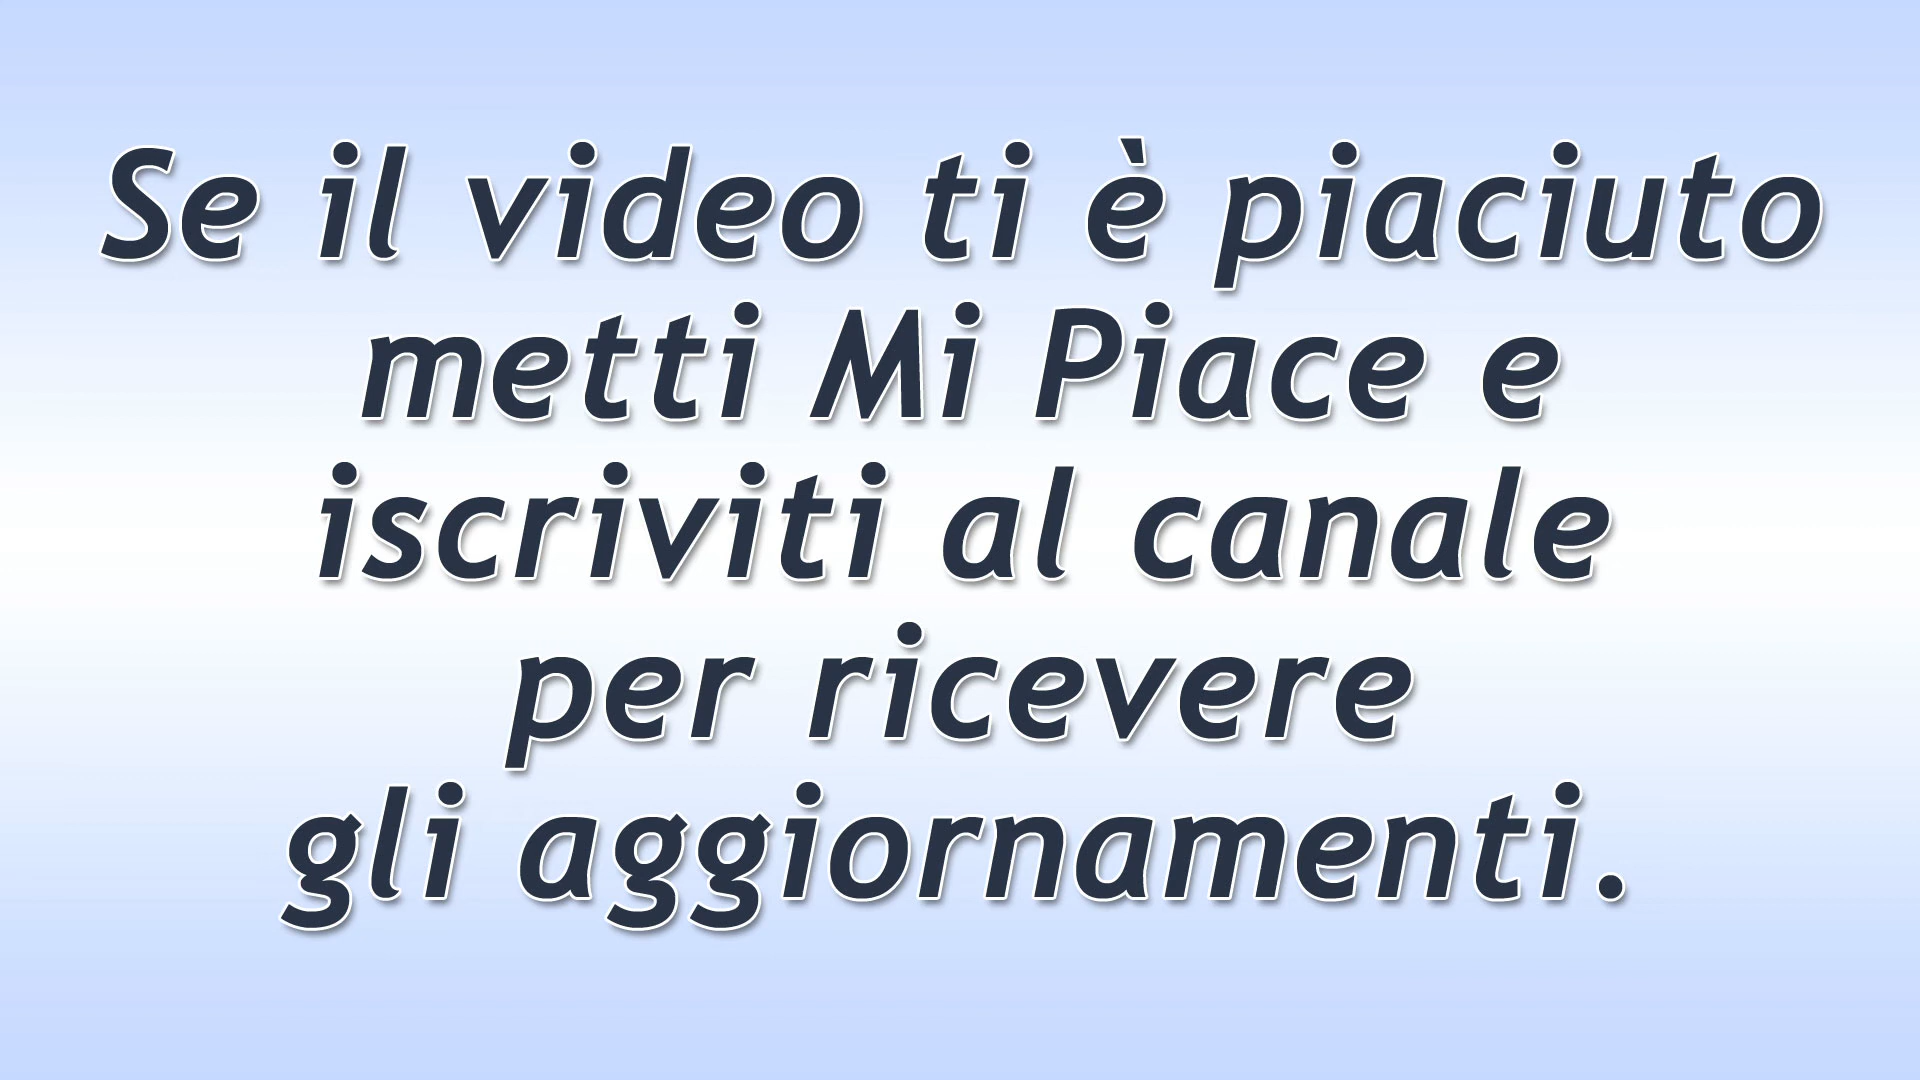 Se il video ti è piaciuto
metti Mi Piace e
iscriviti al canale
per ricevere
gli aggiornamenti.